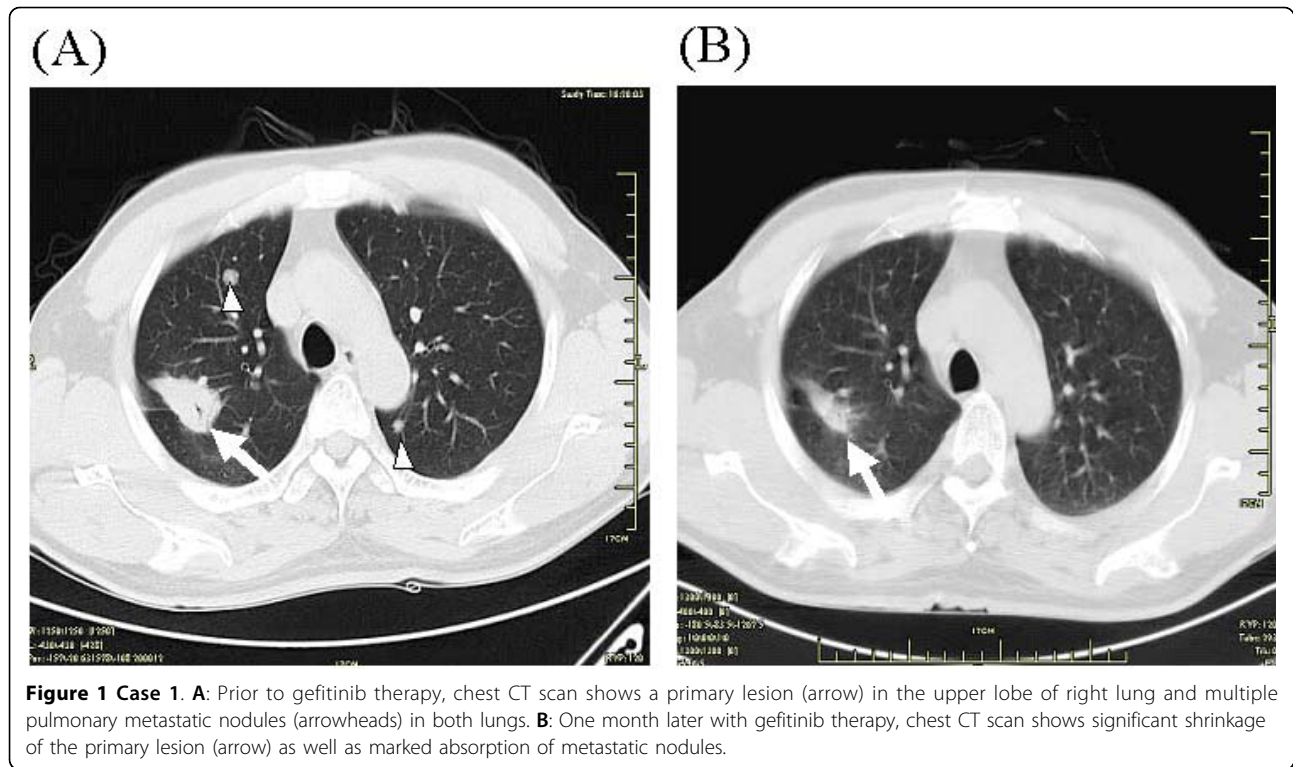 (A)
(B)
17CM
17CM
Figure 1 Case 1. A: Prior to gefitinib therapy, chest CT scan shows a primary lesion (arrow) in the upper lobe of right lung and multiple
pulmonary metastatic nodules (arrowheads) in both lungs. B: One month later with gefitinib therapy, chest CT scan shows significant shrinkage
of the primary lesion (arrow) as well as marked absorption of metastatic nodules.